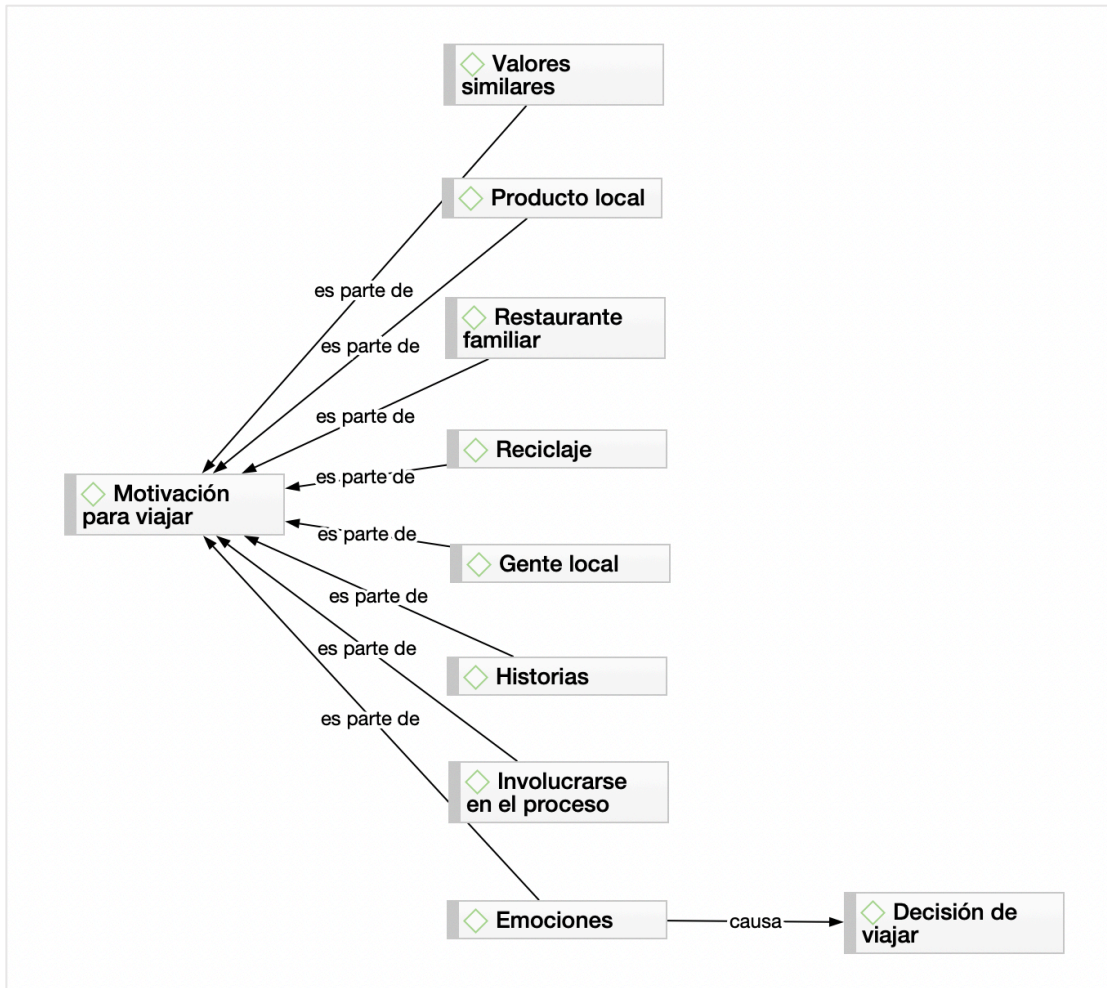 Valores
similares
Producto local
es parte de
es parte de
Restaurante
familiar
es parte de
Reciclaje
es parte de
Motivación
para viajar
es parte de
Gente local
es parte de
es parte de
Historias
es parte de
Involucrarse
en el proceso
Emociones
causa
Decisión de
viajar